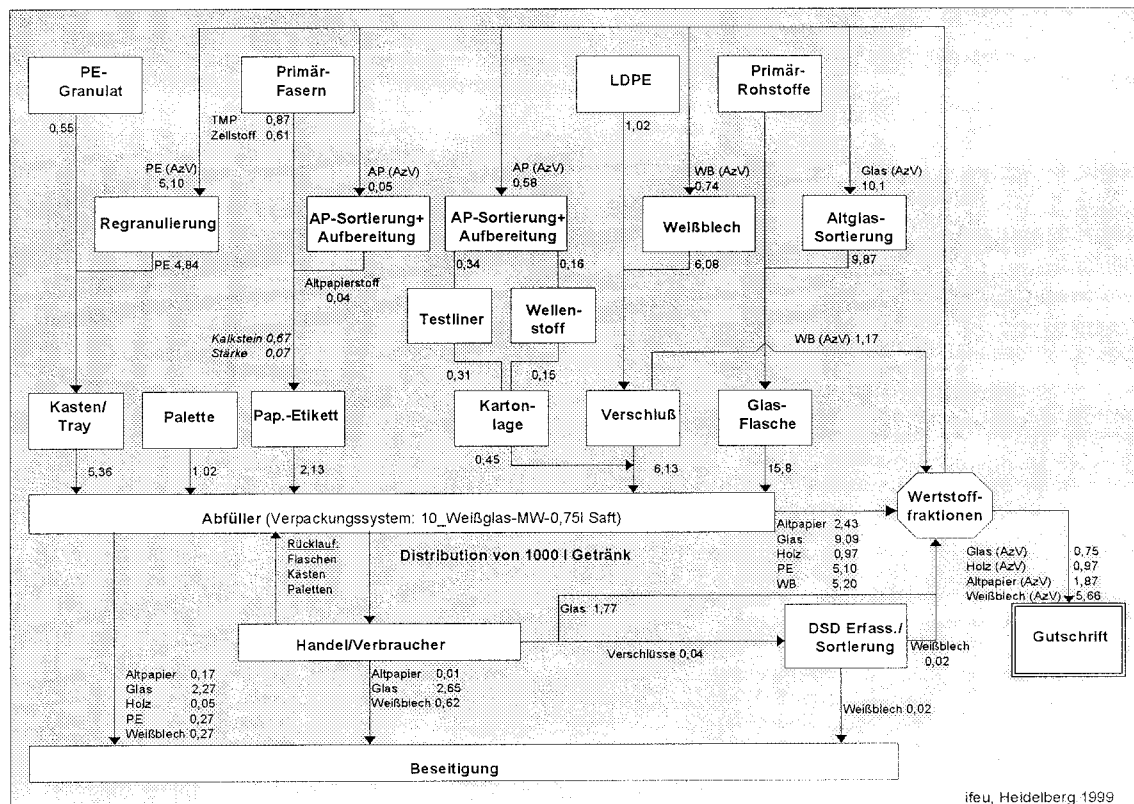 PE-
Granulat
Primär-
Fasern
LDPE
Primär-
Rohstoffe
0,55
TMP 0,87
Zellstoff 0,61
1,02
PE (AzV)
5,10
AP (AzV)
0,05
AP (AzV)
0,58
WB (AzV)
0,74
Glas (AzV)
10,1
Regranulierung
AP-Sortierung+
Aufbereitung
AP-Sortierung+
Aufbereitung
Weißblech
Altglas-
Sortierung
PE 4,84
Altpapierstoff
0,04
0,34
0,16
6,08
9,87
Testliner
Wellen-
stoff
Kalkstein 0,67
Stärke 0,07
WB (AzV) 1,17
0,31
0,15
Kasten/
Tray
Palette
Pap.-Etikett
Karton-
lage
Verschluß
Glas-
Flasche
5,36
1,02
2,13
0,45
6,13
15,8
Abfüller (Verpackungssystem: 10_Weißglas-MW-0,75l Saft)
Wertstoff-
fraktionen
Rücklauf:
Flaschen
Kästen
Paletten
Distribution von 1000 l Getränk
Altpapier 2,43
Glas 9,09
Holz 0,97
PE 5,10
WB 5,20
Glas (AzV) 0,75
Holz (AzV) 0,97
Altpapier (AzV) 1,87
Weißblech (AzV) 5,66
Glas 1,77
Handel/Verbraucher
Verschlüsse 0,04
DSD Erfass./
Sortierung
Weißblech
0,02
Gutschrift
Altpapier 0,17
Glas 2,27
Holz 0,05
PE 0,27
Weißblech 0,27
Altpapier 0,01
Glas 2,65
Weißblech 0,62
Weißblech 0,02
Beseitigung
ifeu, Heidelberg 1999